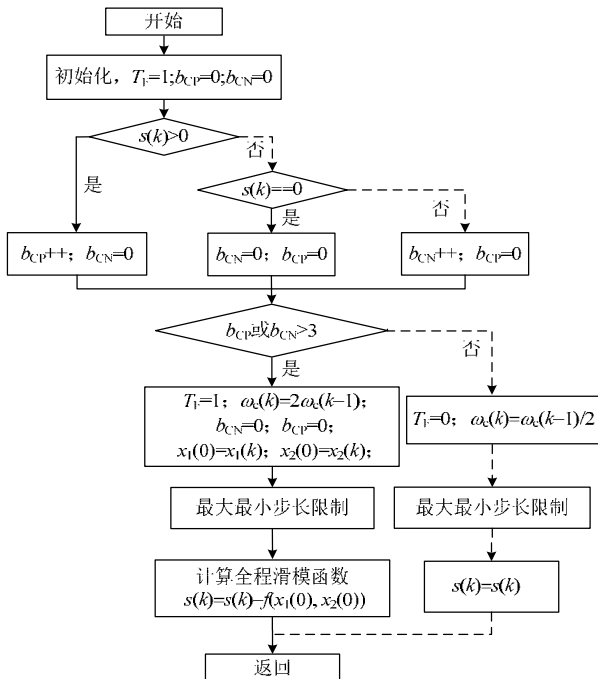 开始
初始化，T_F=1;b_CP=0;b_CN=0
s(k)>0
否
是
s(k)==0
否
是
b_CP++；b_CN=0
b_CN=0；b_CP=0
b_CN++；b_CP=0
b_CP或b_CN>3
否
是
T_F=1；ω_c(k)=2ω_c(k−1)；
b_CN=0；b_CP=0；
x_1(0)=x_1(k)；x_2(0)=x_2(k)；
T_F=0；ω_c(k)=ω_c(k−1)/2
最大最小步长限制
最大最小步长限制
计算全程滑模函数
s(k)=s(k)−f(x_1(0), x_2(0))
s(k)=s(k)
返回